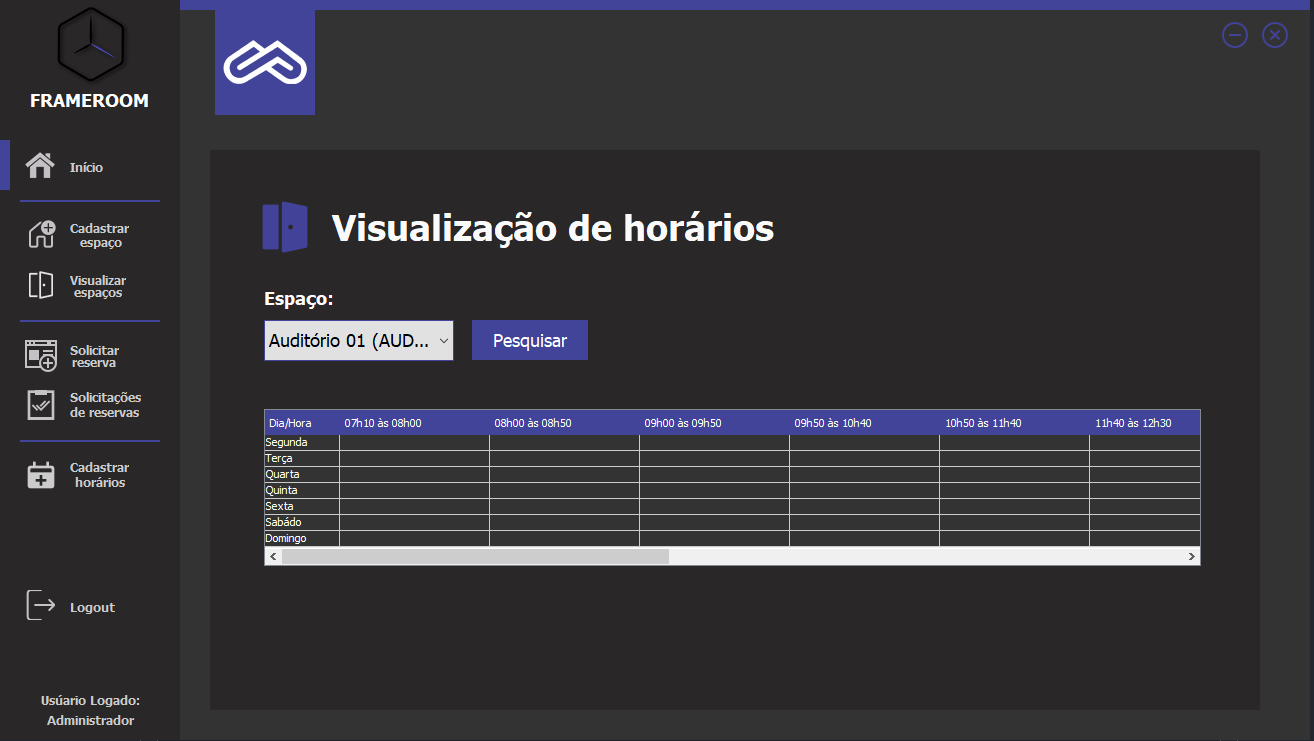 FRAMEROOM
Início
Cadastrar
espaço
Visualizar
espaços
Solicitar
reserva
Solicitações
de reservas
Cadastrar
horários
Logout
Usúario Logado:
Administrador
Visualização de horários
Espaço:
Auditório 01 (AUD...
Pesquisar
Dia/Hora 07h10 às 08h00 08h00 às 08h50 09h00 às 09h50 09h50 às 10h40 10h50 às 11h40 11h40 às 12h30
Segunda
Terça
Quarta
Quinta
Sexta
Sabádo
Domingo